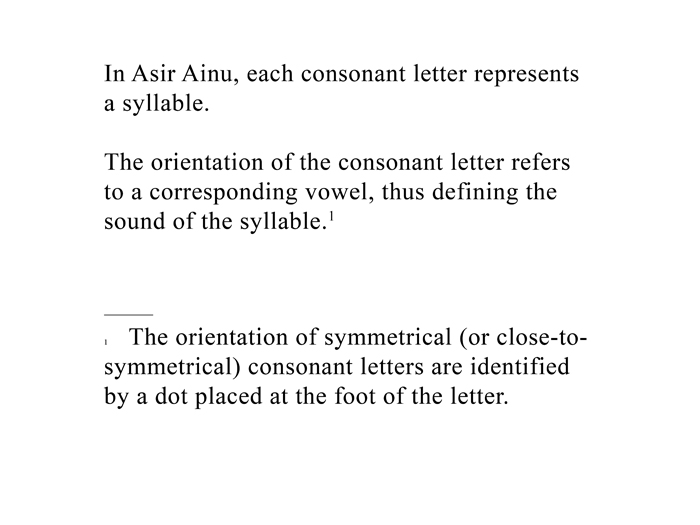 In Asir Ainu, each consonant letter represents
a syllable.
The orientation of the consonant letter refers
to a corresponding vowel, thus defining the
sound of the syllable.¹
¹ The orientation of symmetrical (or close-to-
symmetrical) consonant letters are identified
by a dot placed at the foot of the letter.